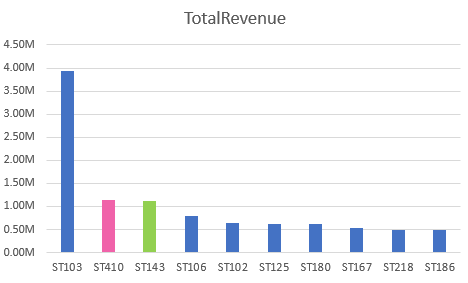 TotalRevenue
4.50M
4.00M
3.50M
3.00M
2.50M
2.00M
1.50M
1.00M
0.50M
0.00M
ST103 ST410 ST143 ST106 ST102 ST125 ST180 ST167 ST218 ST186